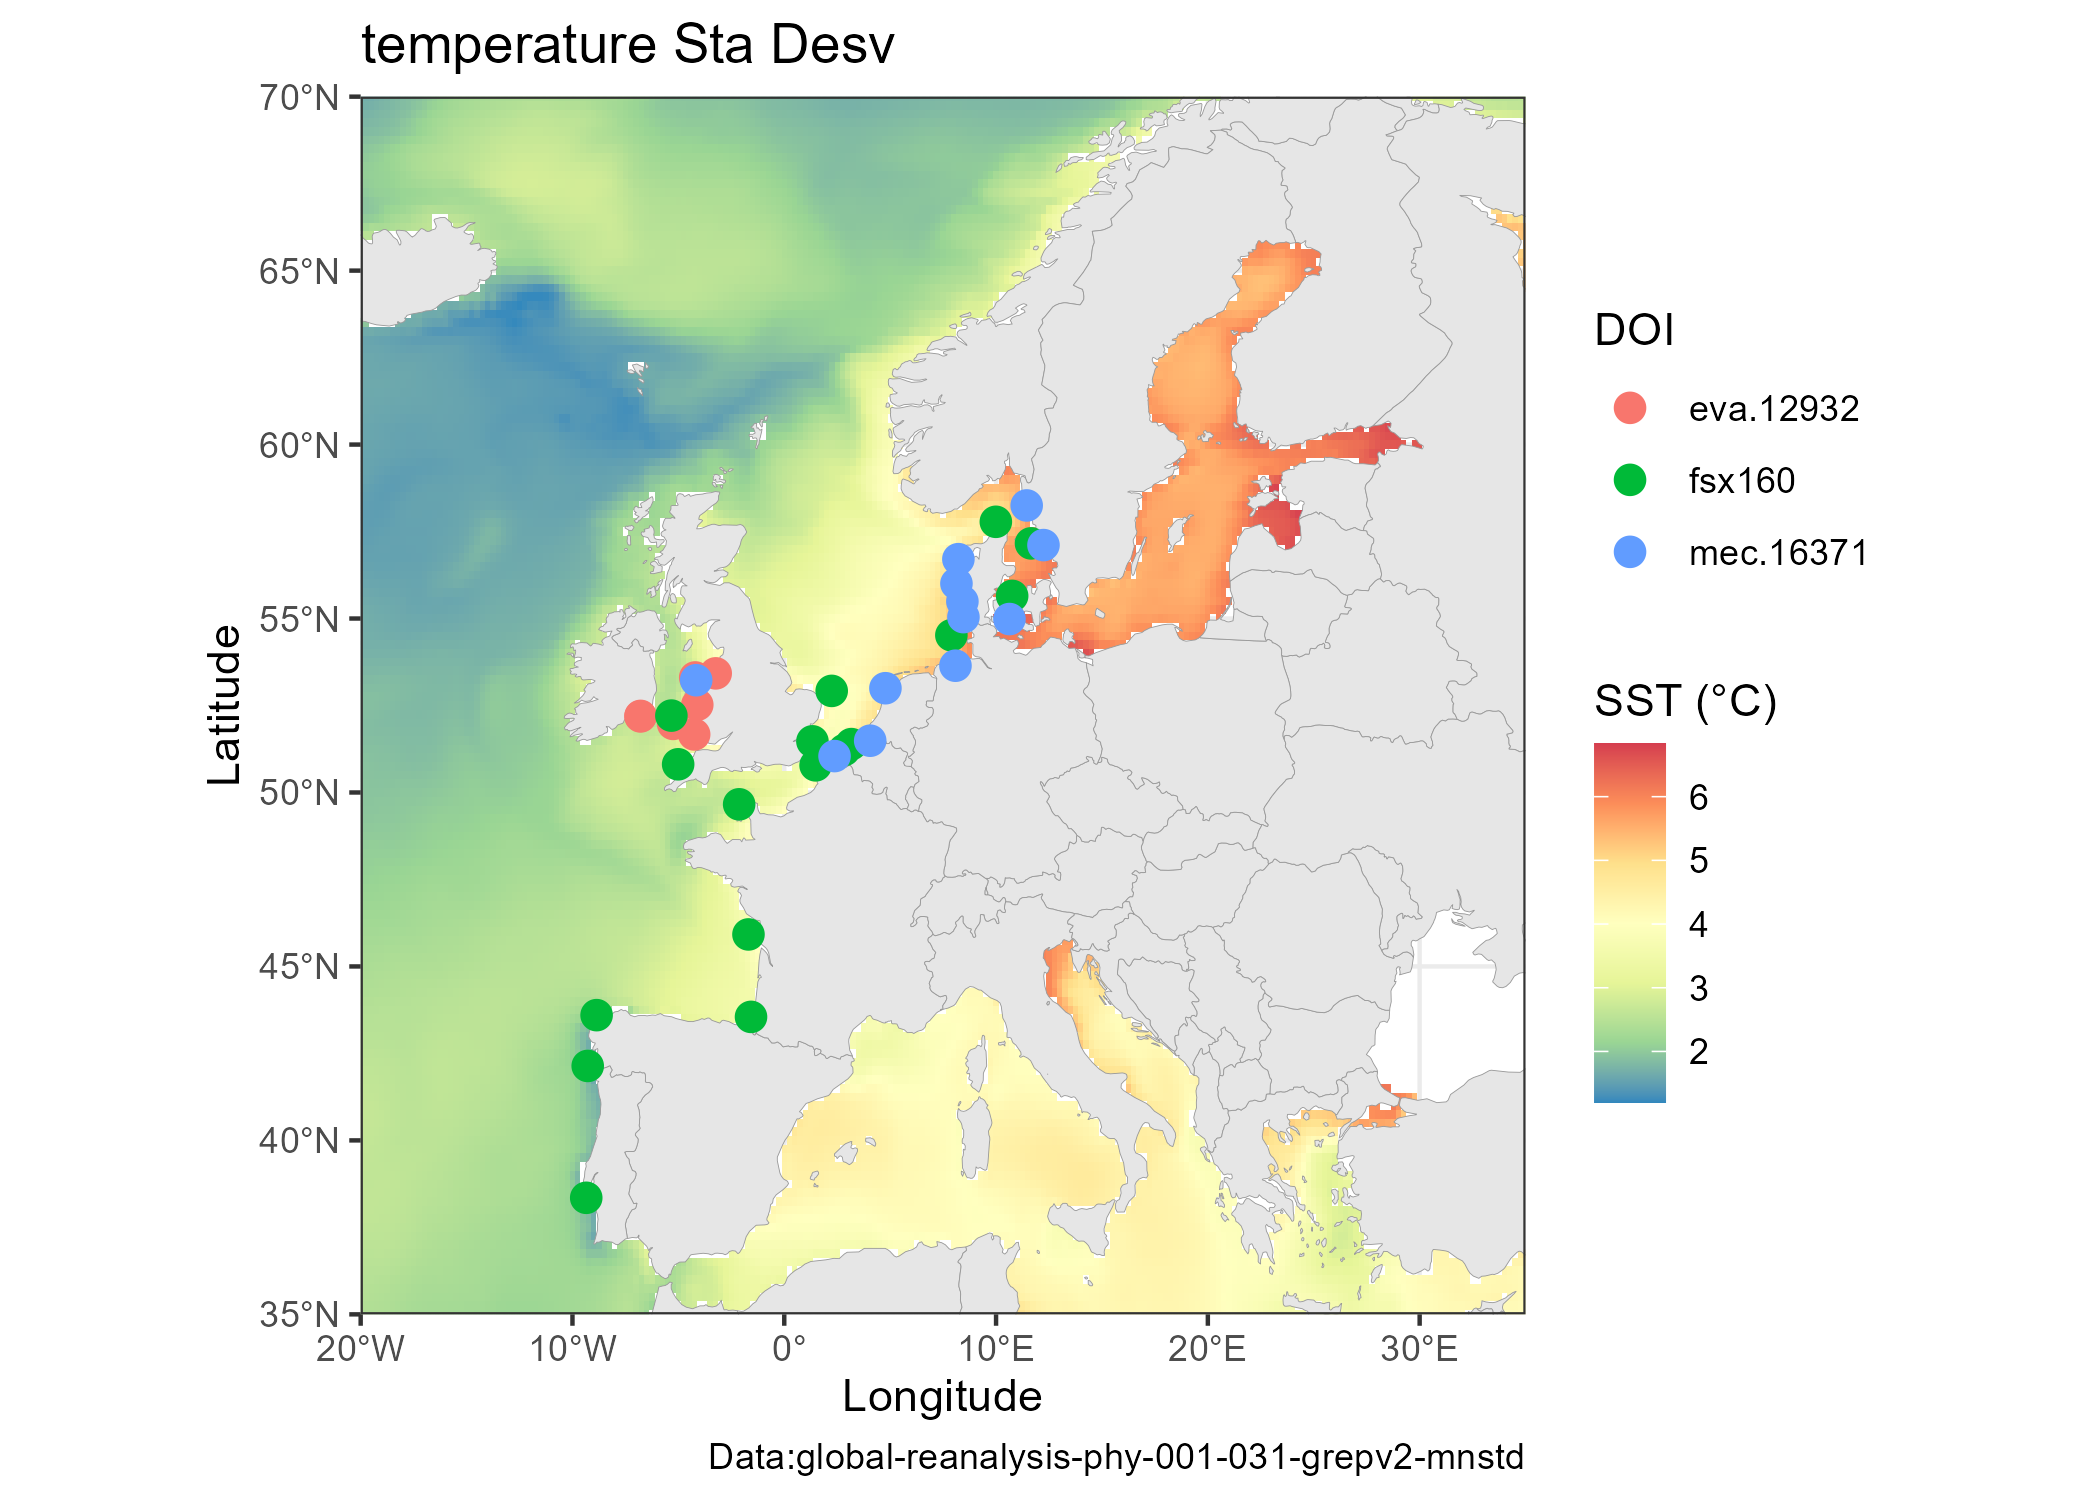 temperature Sta Desv
70°N
65°N
60°N
55°N
50°N
45°N
40°N
35°N
20°W
10°W
0°
10°E
20°E
30°E
Latitude
Longitude
Data:global-reanalysis-phy-001-031-grepv2-mnstd
DOI
eva.12932
fsx160
mec.16371
SST (°C)
6
5
4
3
2